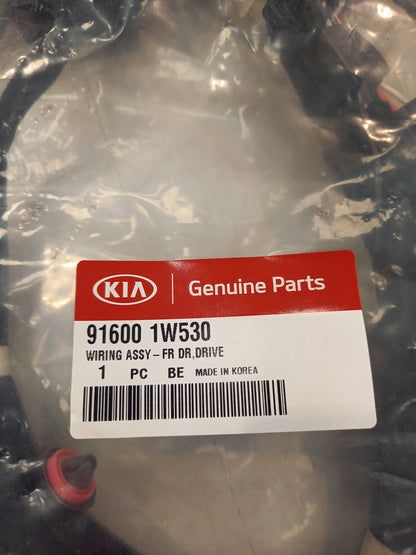 KIA Genuine Parts
91600 1W530
WIRING ASSY-FR DR,DRIVE
1 PC BE MADE IN KOREA